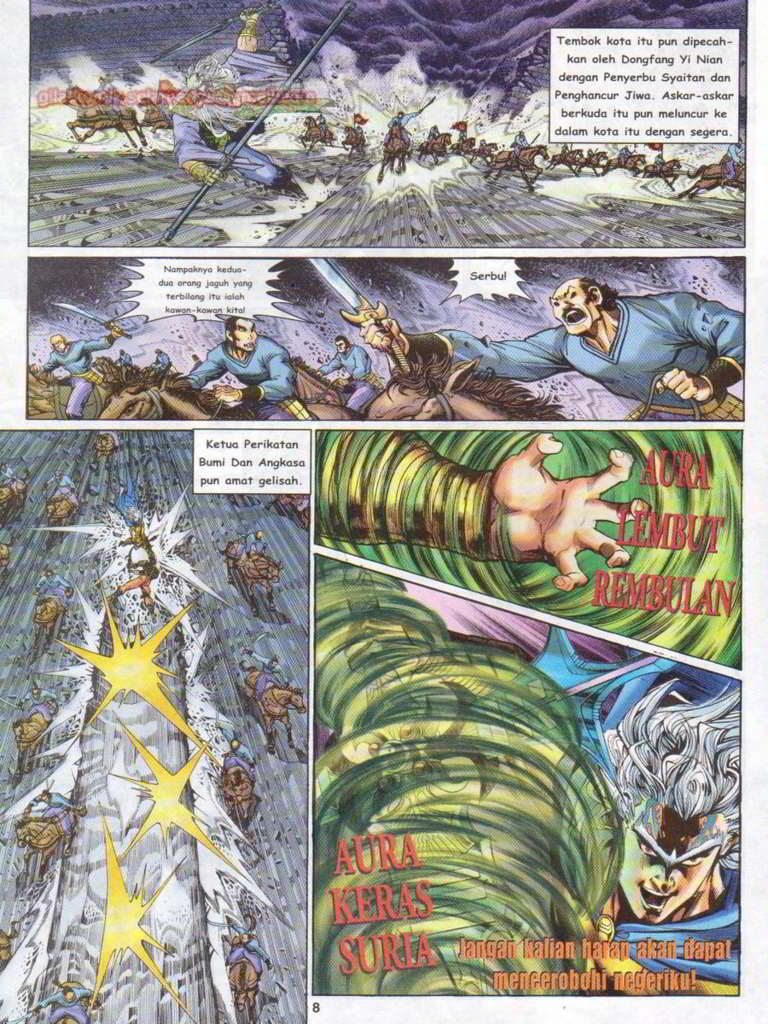 Tembok kota itu pun dipecah-
kan oleh Dongfang Yi Nian
dengan Penyerbu Syaitan dan
Penghancur Jiwa. Askar-askar
berkuda itu pun meluncur ke
dalam kota itu dengan segera.
Nampaknya kedua-
dua orang jaguh yang
terbilang itu ialah
kawan-kawan kita!
Serbu!
Ketua Perikatan
Bumi Dan Angkasa
pun amat gelisah.
AURA
LEMBUT
REMBULAN
AURA
KERAS
SURIA
Jangan kalian harap akan dapat
menceerobohi negeriku!
8